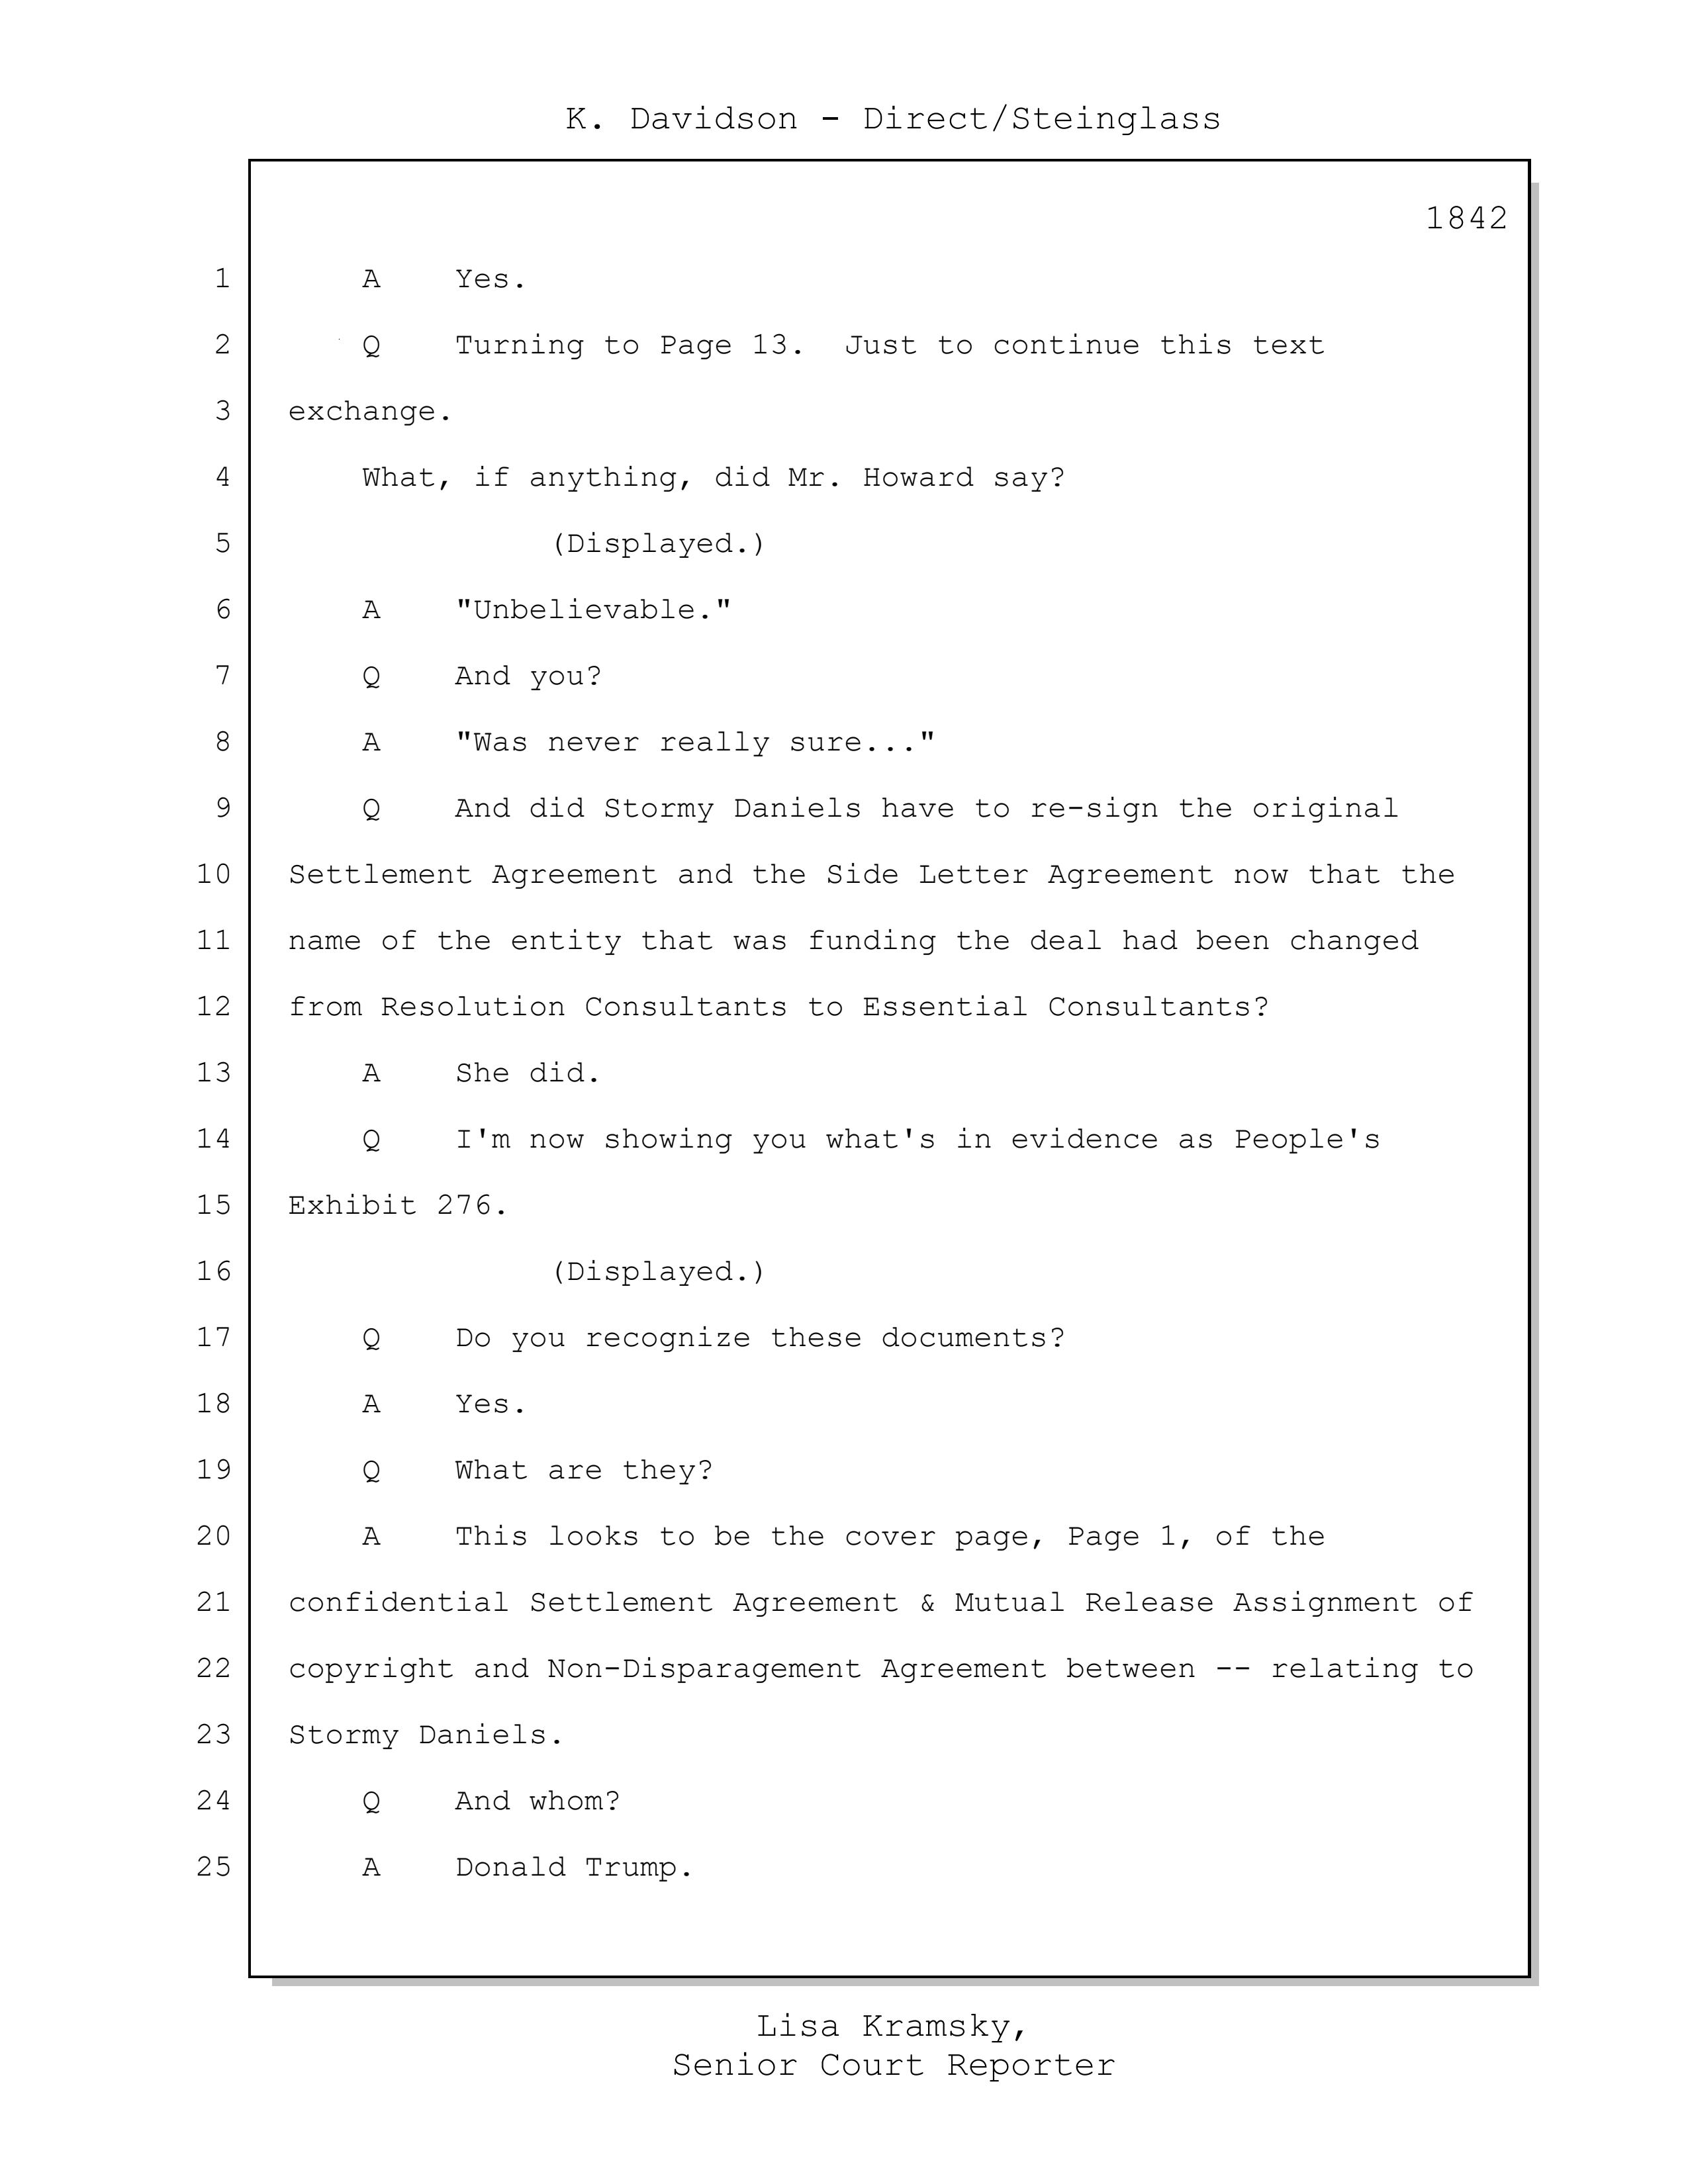 K. Davidson - Direct/Steinglass
1842
1 A Yes.
2 Q Turning to Page 13. Just to continue this text
3 exchange.
4 What, if anything, did Mr. Howard say?
5 (Displayed.)
6 A "Unbelievable."
7 Q And you?
8 A "Was never really sure..."
9 Q And did Stormy Daniels have to re-sign the original
10 Settlement Agreement and the Side Letter Agreement now that the
11 name of the entity that was funding the deal had been changed
12 from Resolution Consultants to Essential Consultants?
13 A She did.
14 Q I'm now showing you what's in evidence as People's
15 Exhibit 276.
16 (Displayed.)
17 Q Do you recognize these documents?
18 A Yes.
19 Q What are they?
20 A This looks to be the cover page, Page 1, of the
21 confidential Settlement Agreement & Mutual Release Assignment of
22 copyright and Non-Disparagement Agreement between -- relating to
23 Stormy Daniels.
24 Q And whom?
25 A Donald Trump.
Lisa Kramsky,
Senior Court Reporter